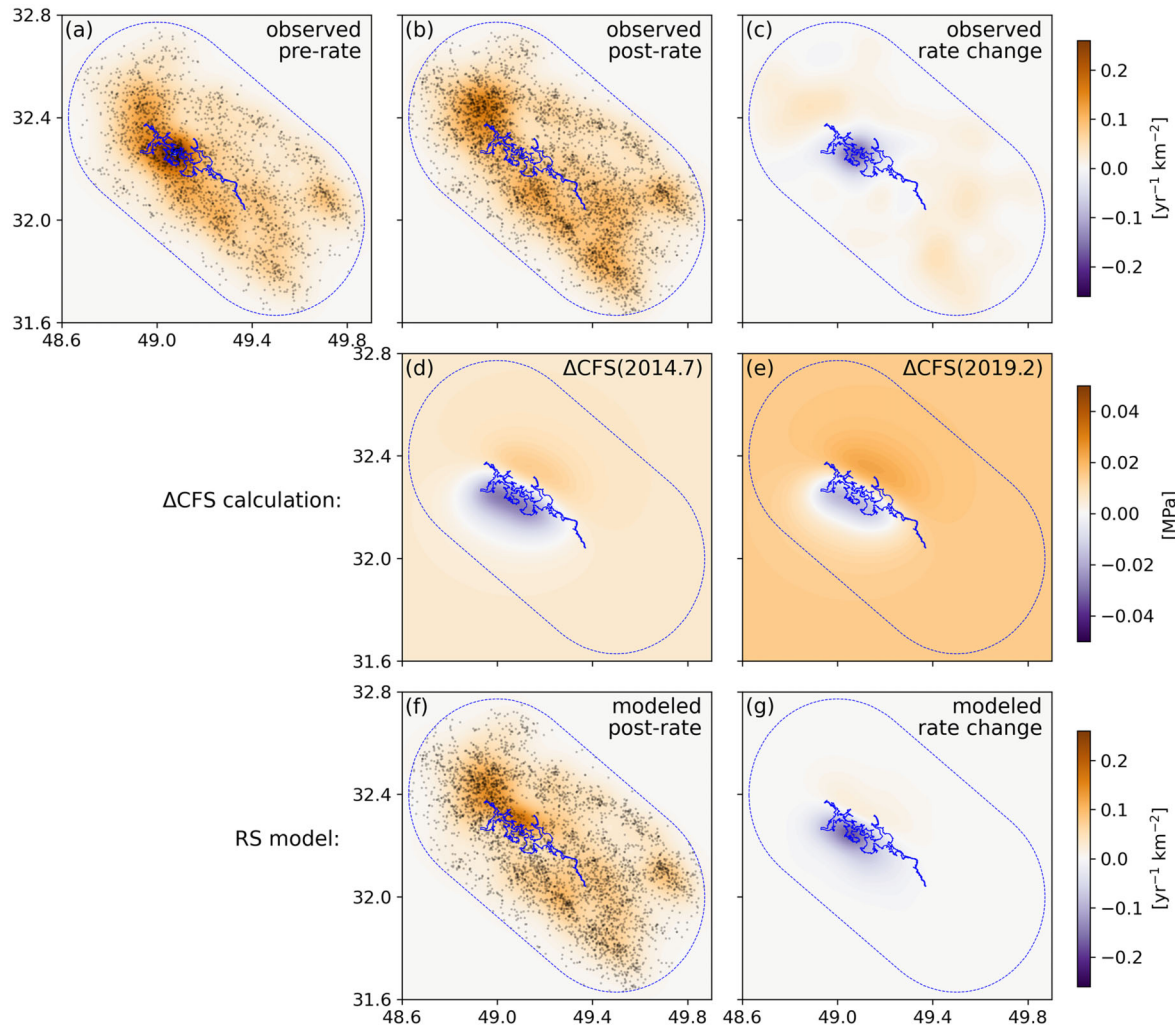 (a) observed
pre-rate
(b) observed
post-rate
(c) observed
rate change
32.8
32.4
32.0
31.6
48.6 49.0 49.4 49.8
0.2
0.1
0.0
−0.1
−0.2
[yr⁻¹ km⁻²]
ΔCFS calculation:
(d) ΔCFS(2014.7)
(e) ΔCFS(2019.2)
32.8
32.4
32.0
31.6
0.04
0.02
0.00
−0.02
−0.04
[MPa]
RS model:
(f) modeled
post-rate
(g) modeled
rate change
32.8
32.4
32.0
31.6
48.6 49.0 49.4 49.8
49.0 49.4 49.8
0.2
0.1
0.0
−0.1
−0.2
[yr⁻¹ km⁻²]